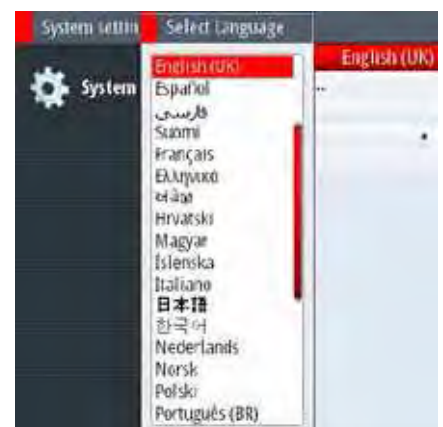 System settin
Select Language
English (UK)
English (UK)
System
Español
فارسی
Suomi
Français
Ελληνικά
Hrvatski
Magyar
Íslenska
Italiano
日本語
한국어
Nederlands
Norsk
Polski
Português (BR)